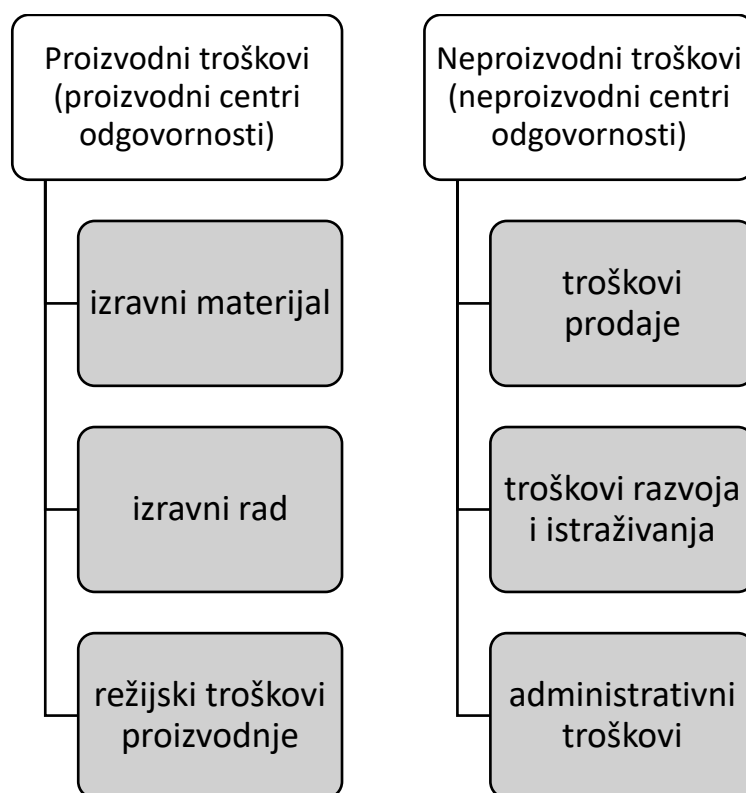 Proizvodni troškovi
(proizvodni centri
odgovornosti)
izravni materijal
izravni rad
režijski troškovi
proizvodnje
Neproizvodni troškovi
(neproizvodni centri
odgovornosti)
troškovi
prodaje
troškovi razvoja
i istraživanja
administrativni
troškovi